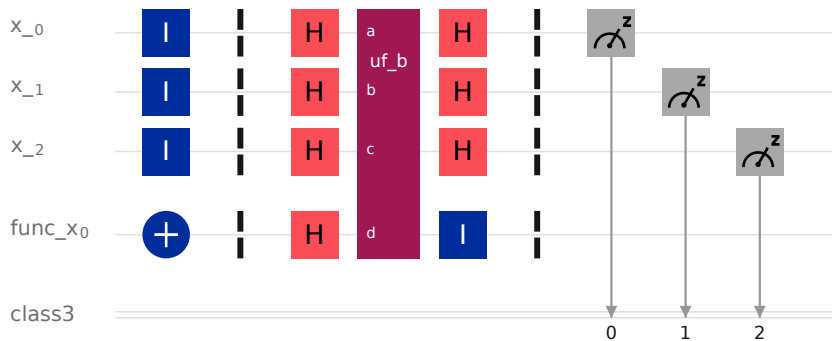 x_0 I H a H z
uf_b
x_1 I H b H z
x_2 I H c H z
func_x0 H d I
class3
0 1 2